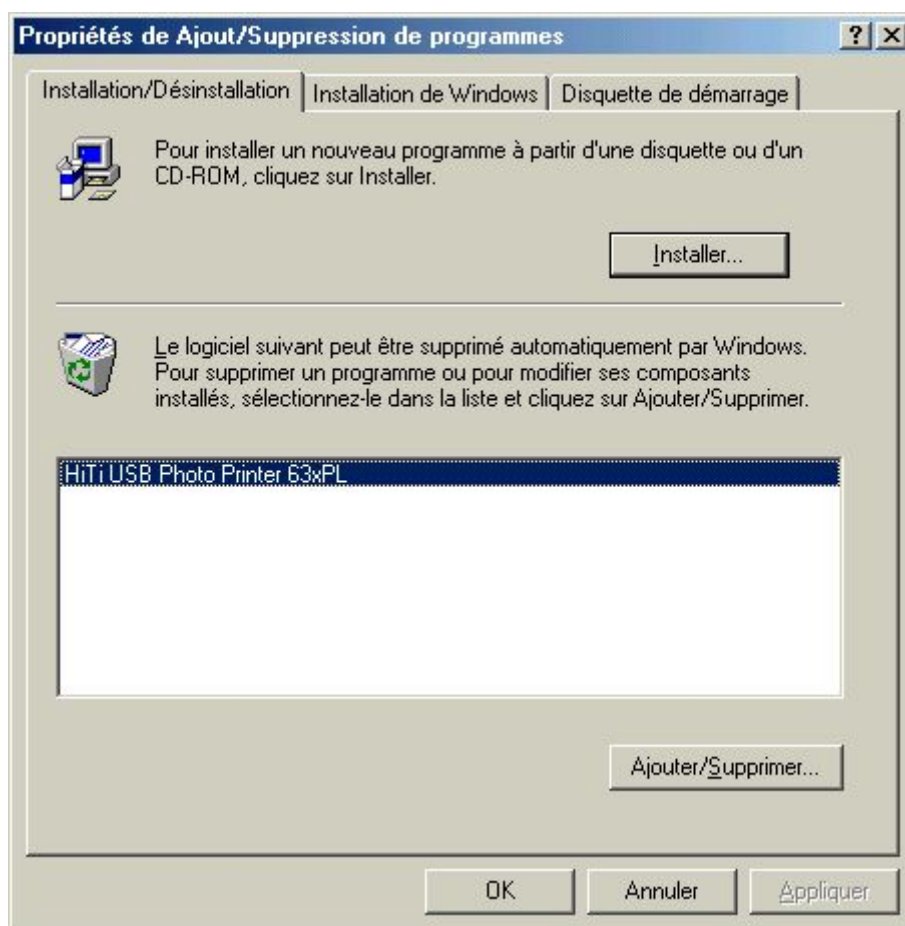 Propriétés de Ajout/Suppression de programmes
Installation/Désinstallation
Installation de Windows
Disquette de démarrage
Pour installer un nouveau programme à partir d'une disquette ou d'un
CD-ROM, cliquez sur Installer.
Installer...
Le logiciel suivant peut être supprimé automatiquement par Windows.
Pour supprimer un programme ou pour modifier ses composants
installés, sélectionnez-le dans la liste et cliquez sur Ajouter/Supprimer.
HiTi USB Photo Printer 63xPL
Ajouter/Supprimer...
OK
Annuler
Appliquer